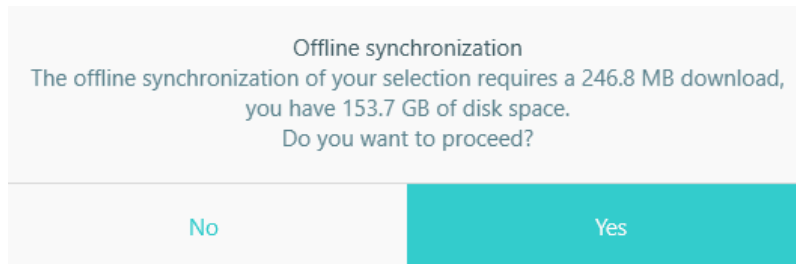 Offline synchronization
The offline synchronization of your selection requires a 246.8 MB download,
you have 153.7 GB of disk space.
Do you want to proceed?
No
Yes